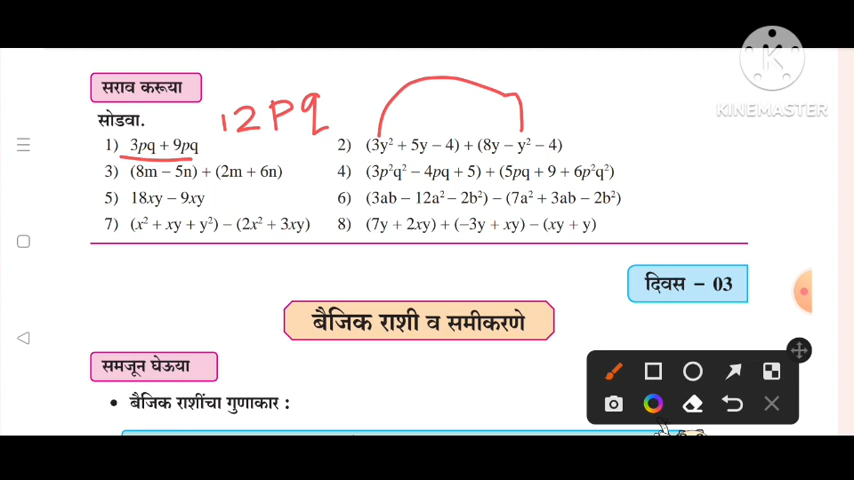 KINEMASTER
सराव करूया
सोडवा.
12pq
1) 3pq + 9pq
2) (3y² + 5y – 4) + (8y – y² – 4)
3) (8m – 5n) + (2m + 6n)
4) (3p²q² – 4pq + 5) + (5pq + 9 + 6p²q²)
5) 18xy – 9xy
6) (3ab – 12a² – 2b²) – (7a² + 3ab – 2b²)
7) (x² + xy + y²) – (2x² + 3xy)
8) (7y + 2xy) + (–3y + xy) – (xy + y)
दिवस – 03
बैजिक राशी व समीकरणे
समजून घेऊया
• बैजिक राशींचा गुणाकार :